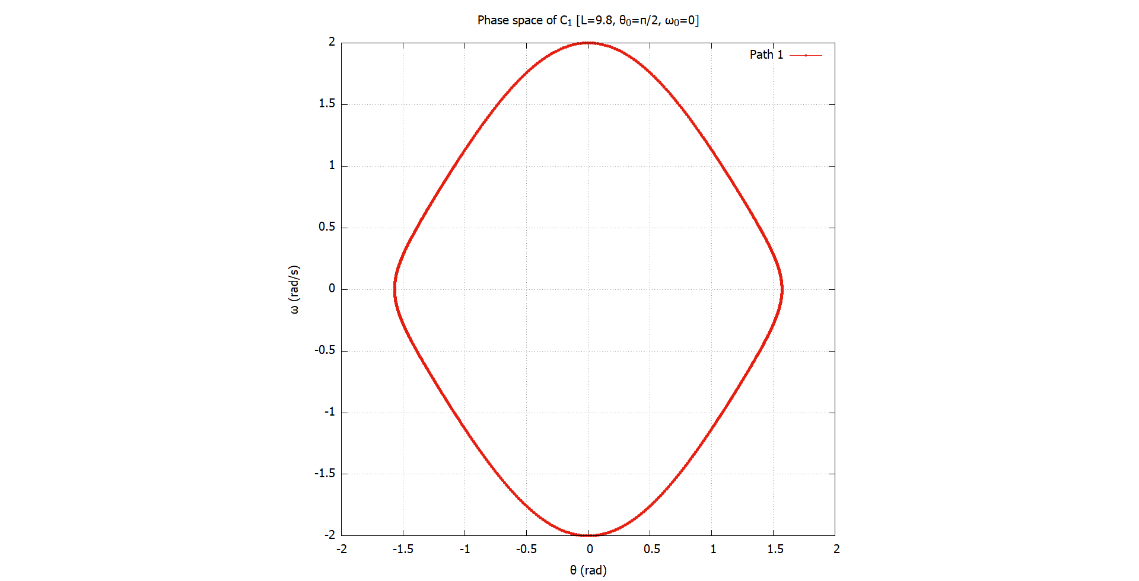 Phase space of C₁ [L=9.8, θ₀=π/2, ω₀=0]
Path 1
2
1.5
1
0.5
0
-0.5
-1
-1.5
-2
ω (rad/s)
-2 -1.5 -1 -0.5 0 0.5 1 1.5 2
θ (rad)